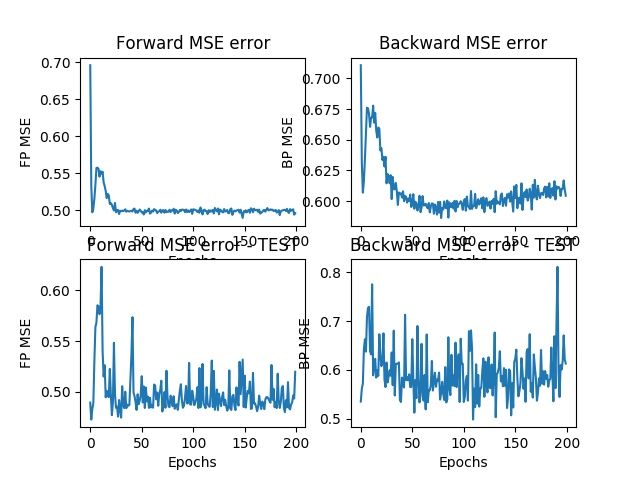 Forward MSE error
FP MSE
0.70
0.65
0.60
0.55
0.50
0 50 100 150 200
Epochs
Backward MSE error
BP MSE
0.700
0.675
0.650
0.625
0.600
0 50 100 150 200
Epochs
Forward MSE error - TEST
FP MSE
0.60
0.55
0.50
0 50 100 150 200
Epochs
Backward MSE error - TEST
BP MSE
0.8
0.7
0.6
0.5
0 50 100 150 200
Epochs